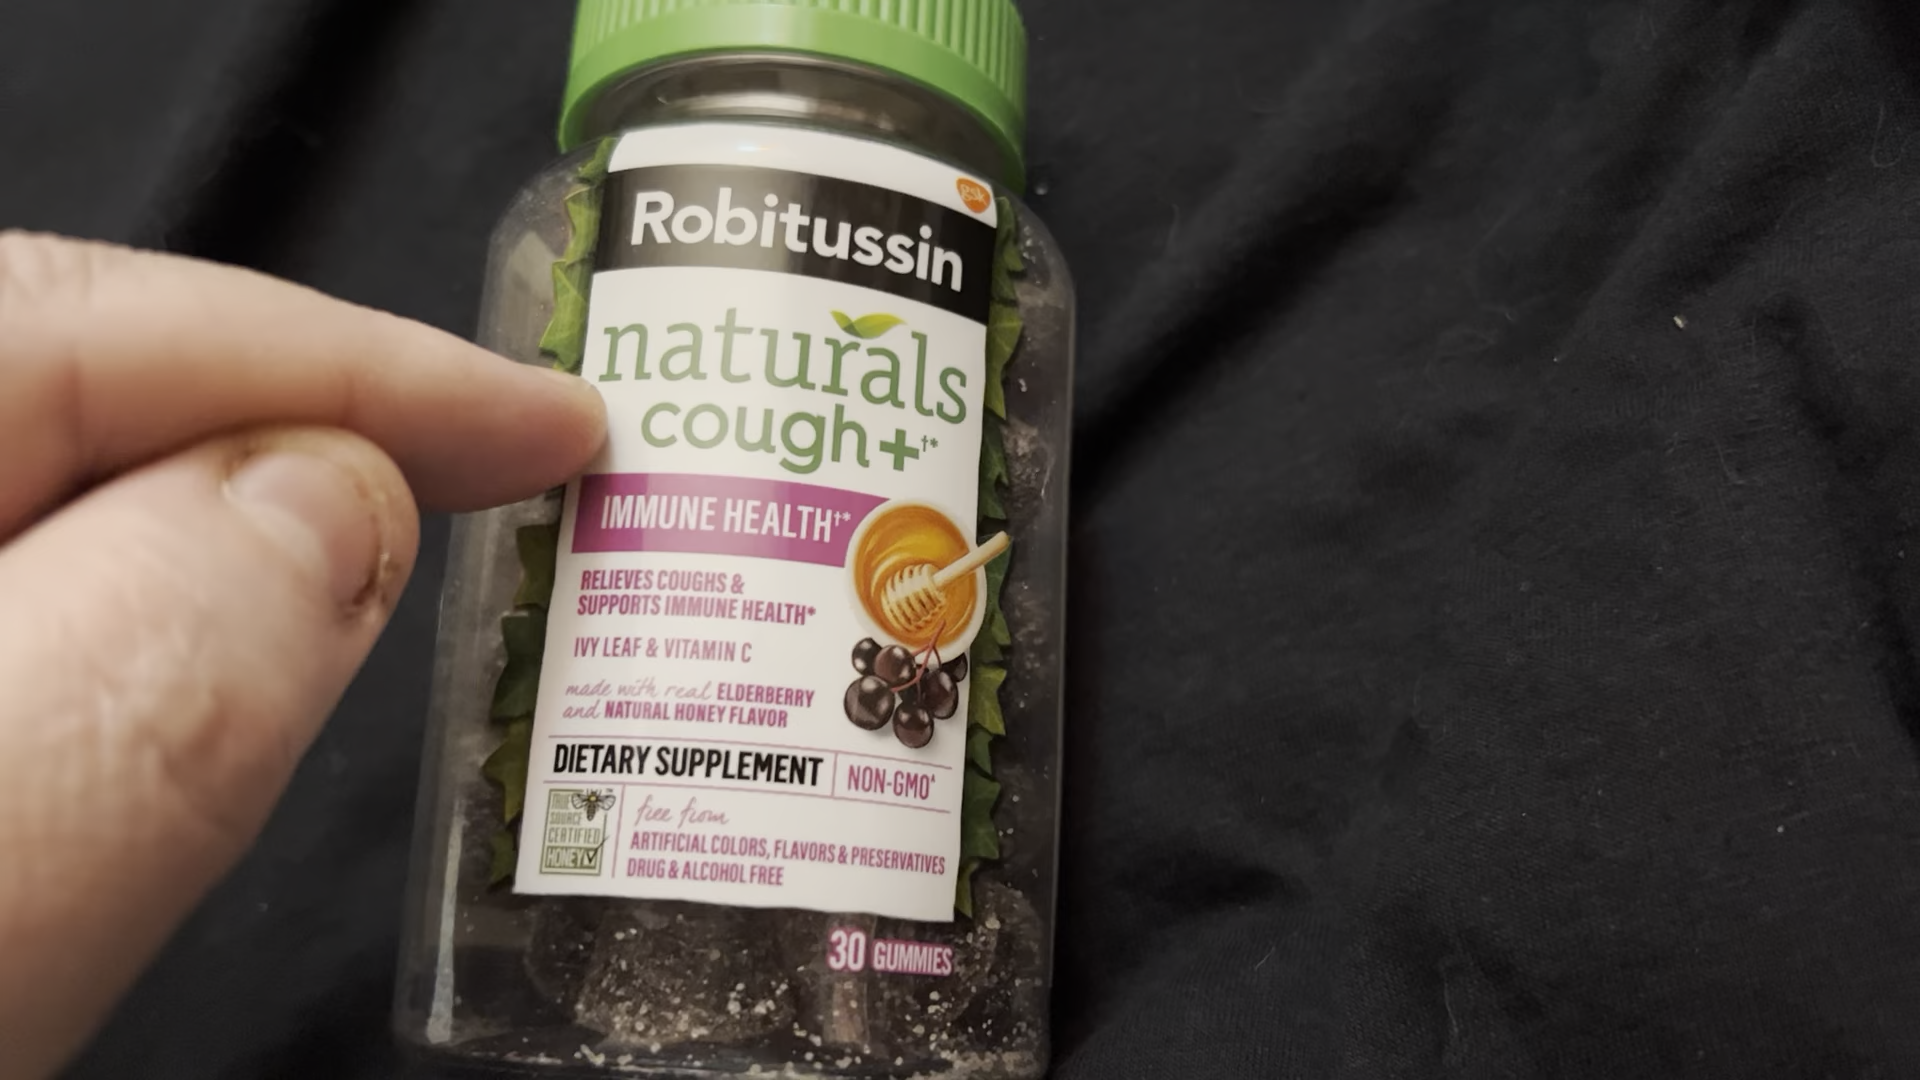 gsk
Robitussin
naturals
cough+†*
IMMUNE HEALTH†*
RELIEVES COUGHS &
SUPPORTS IMMUNE HEALTH*
IVY LEAF & VITAMIN C
made with real ELDERBERRY
and NATURAL HONEY FLAVOR
DIETARY SUPPLEMENT
NON-GMO
TRUE
SOURCE
CERTIFIED
HONEY
free from
ARTIFICIAL COLORS, FLAVORS & PRESERVATIVES
DRUG & ALCOHOL FREE
30 GUMMIES